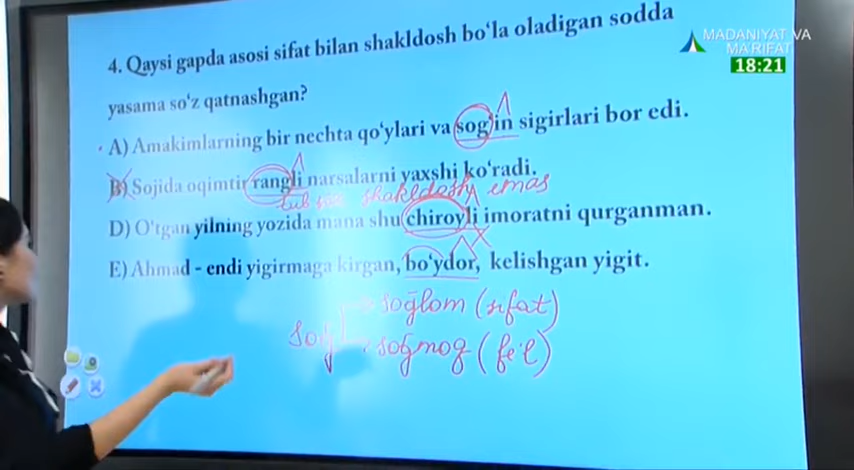 MADANIYAT VA
MA'RIFAT
18:21
4. Qaysi gapda asosi sifat bilan shakldosh bo'la oladigan sodda
yasama so'z qatnashgan?
A) Amakimlarning bir nechta qo'ylari va sog'in sigirlari bor edi.
B) Sojida oqimtir rangli narsalarni yaxshi ko'radi.
tub so'z shakldosh emas
D) O'tgan yilning yozida mana shu chiroyli imoratni qurganman.
E) Ahmad - endi yigirmaga kirgan, bo'ydor, kelishgan yigit.
sog'lom (sifat)
sog'
sog'moq (fe'l)